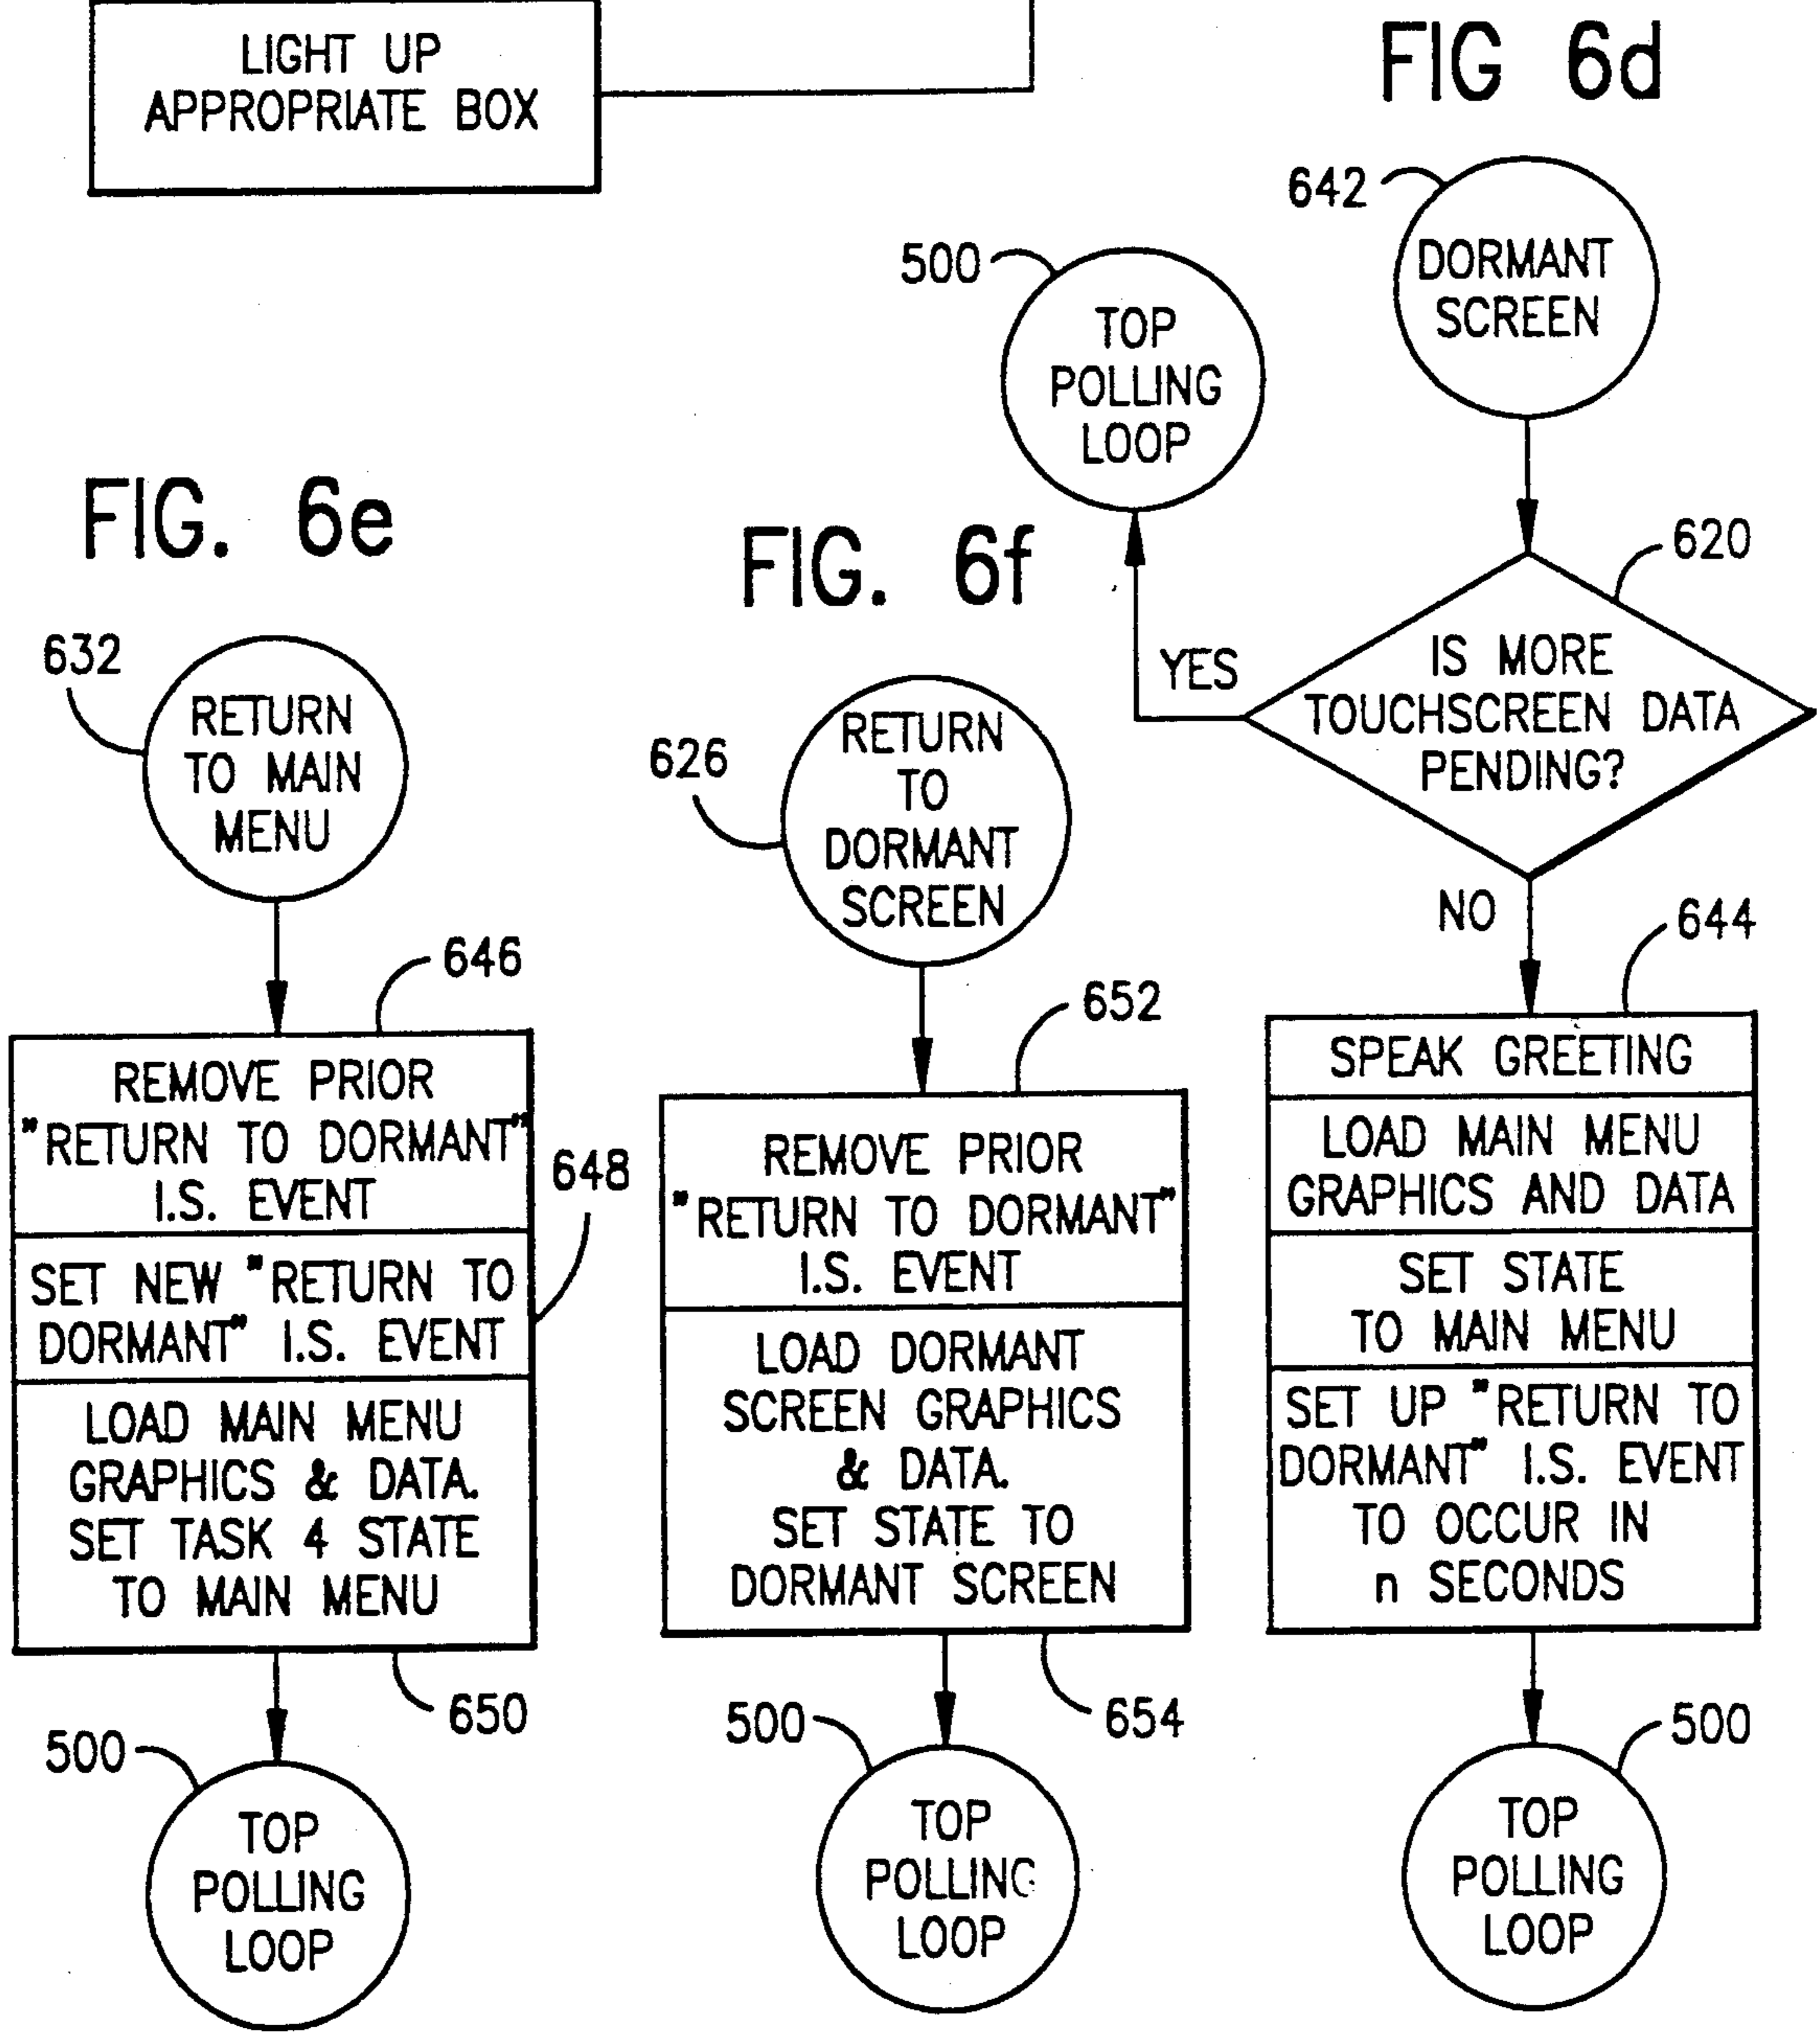 LIGHT UP
APPROPRIATE BOX
FIG 6d
642
DORMANT
SCREEN
500
TOP
POLLING
LOOP
620
IS MORE
TOUCHSCREEN DATA
PENDING?
YES
NO
644
SPEAK GREETING
LOAD MAIN MENU
GRAPHICS AND DATA
SET STATE
TO MAIN MENU
SET UP "RETURN TO
DORMANT" I.S. EVENT
TO OCCUR IN
n SECONDS
500
TOP
POLLING
LOOP
FIG. 6e
632
RETURN
TO MAIN
MENU
646
REMOVE PRIOR
"RETURN TO DORMANT"
I.S. EVENT
648
SET NEW "RETURN TO
DORMANT" I.S. EVENT
LOAD MAIN MENU
GRAPHICS & DATA.
SET TASK 4 STATE
TO MAIN MENU
650
500
TOP
POLLING
LOOP
FIG. 6f
626
RETURN
TO
DORMANT
SCREEN
652
REMOVE PRIOR
"RETURN TO DORMANT"
I.S. EVENT
LOAD DORMANT
SCREEN GRAPHICS
& DATA.
SET STATE TO
DORMANT SCREEN
654
500
TOP
POLLING
LOOP